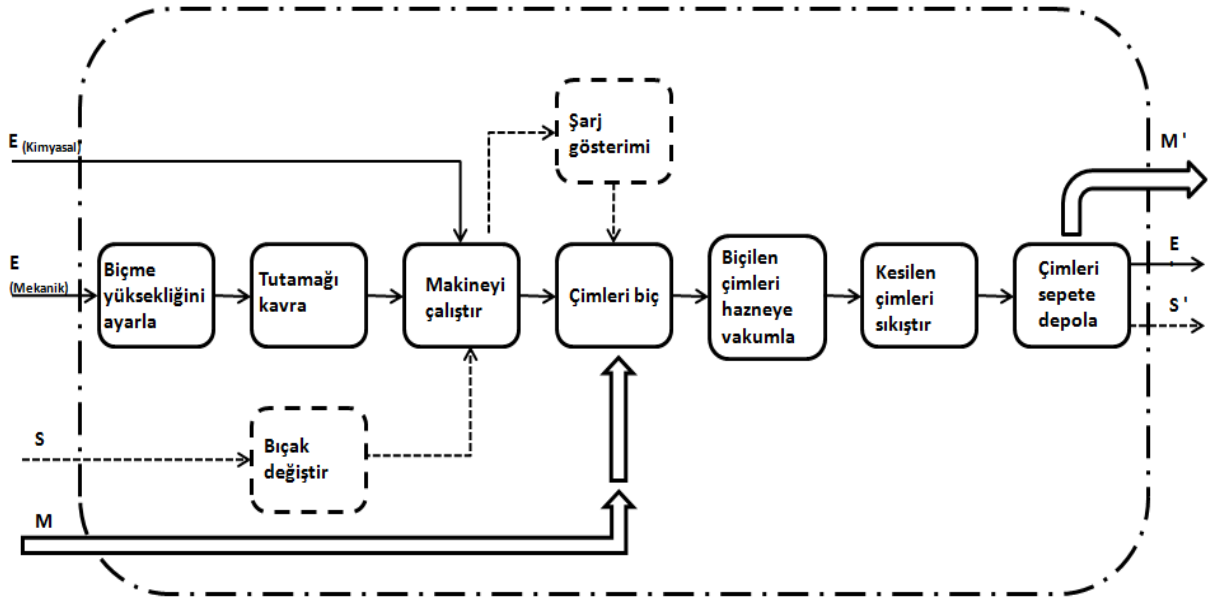 E (Kimyasal)
Şarj
gösterimi
M '
E
(Mekanik)
Biçme
yüksekliğini
ayarla
Tutamağı
kavra
Makineyi
çalıştır
Çimleri biç
Biçilen
çimleri
hazneye
vakumla
Kesilen
çimleri
sıkıştır
Çimleri
sepete
depola
E
'
S '
S
Bıçak
değiştir
M